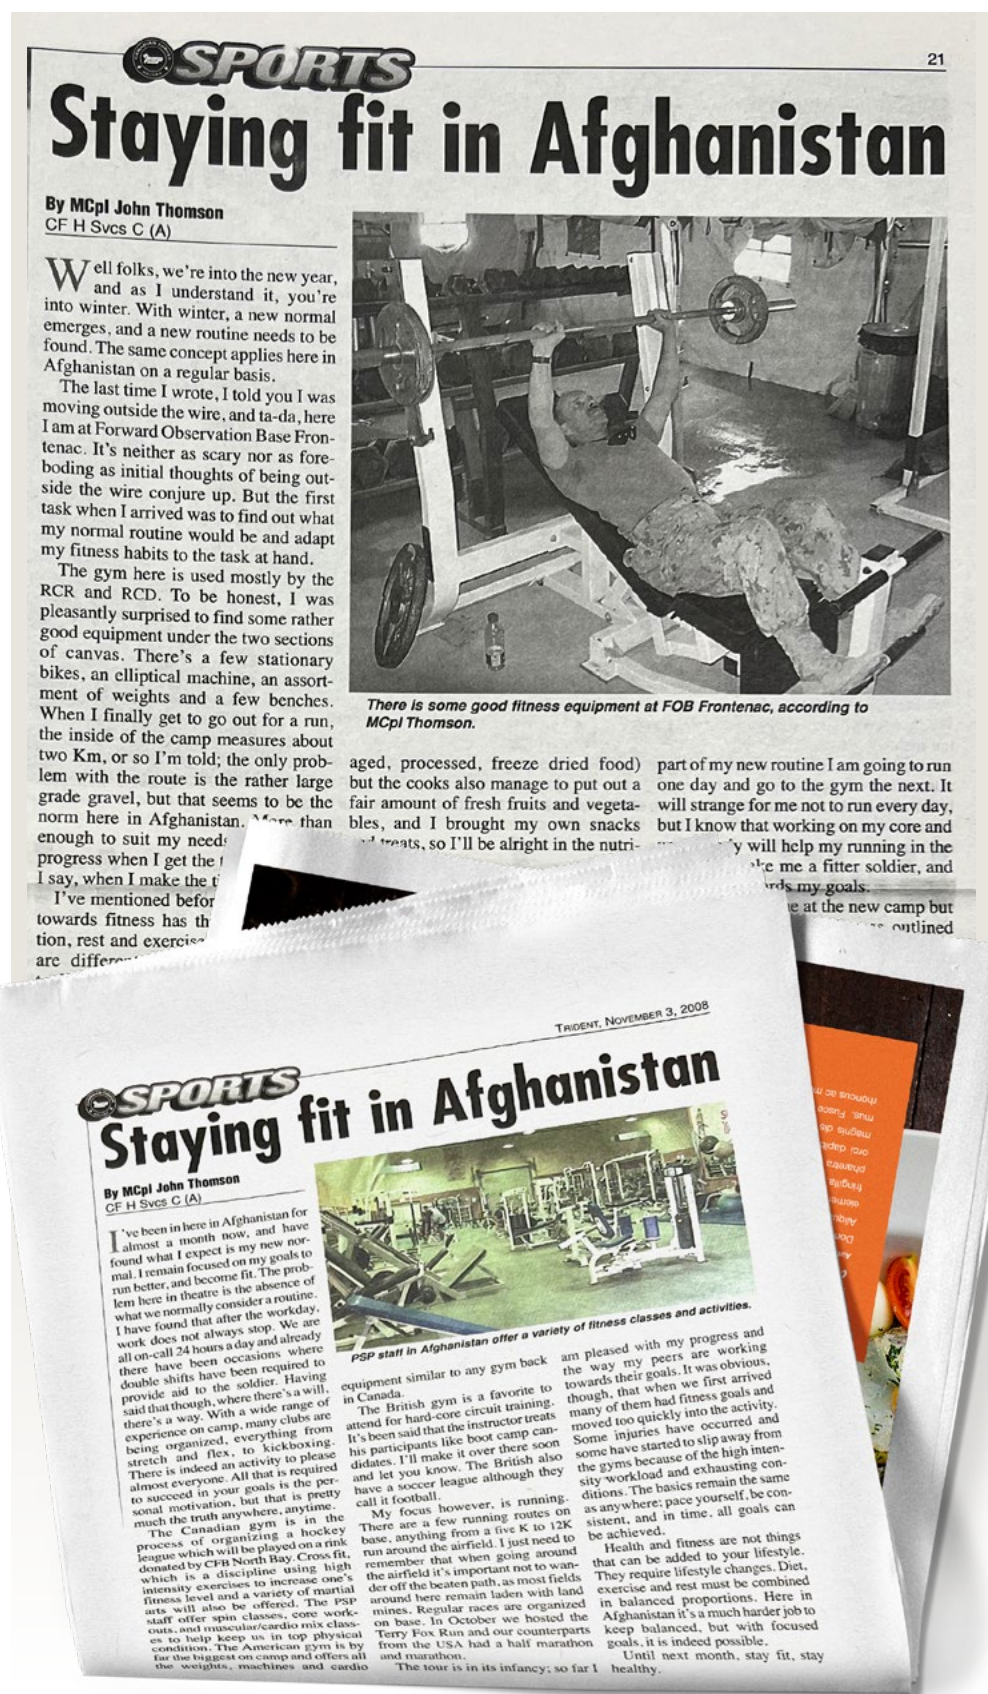 SPORTS
21
Staying fit in Afghanistan
By MCpl John Thomson
CF H Svcs C (A)
Well folks, we're into the new year,
and as I understand it, you're
into winter. With winter, a new normal
emerges, and a new routine needs to be
found. The same concept applies here in
Afghanistan on a regular basis.
The last time I wrote, I told you I was
moving outside the wire, and ta-da, here
I am at Forward Observation Base Fron-
tenac. It's neither as scary nor as fore-
boding as initial thoughts of being out-
side the wire conjure up. But the first
task when I arrived was to find out what
my normal routine would be and adapt
my fitness habits to the task at hand.
The gym here is used mostly by the
RCR and RCD. To be honest, I was
pleasantly surprised to find some rather
good equipment under the two sections
of canvas. There's a few stationary
bikes, an elliptical machine, an assort-
ment of weights and a few benches.
When I finally get to go out for a run,
the inside of the camp measures about
two Km, or so I'm told; the only prob-
lem with the route is the rather large
grade gravel, but that seems to be the
norm here in Afghanistan. More than
enough to suit my needs
progress when I get the
I say, when I make the
I've mentioned befor
towards fitness has th
tion, rest and exercise
are differen
There is some good fitness equipment at FOB Frontenac, according to
MCpl Thomson.
aged, processed, freeze dried food)
but the cooks also manage to put out a
fair amount of fresh fruits and vegeta-
bles, and I brought my own snacks
and treats, so I'll be alright in the nutri-
part of my new routine I am going to run
one day and go to the gym the next. It
will strange for me not to run every day,
but I know that working on my core and
will help my running in the
me a fitter soldier, and
my goals.
at the new camp but
outlined
TRIDENT, NOVEMBER 3, 2008
SPORTS
Staying fit in Afghanistan
By MCpl John Thomson
CF H Svcs C (A)
I've been in here in Afghanistan for
almost a month now, and have
found what I expect is my new nor-
mal. I remain focused on my goals to
run better, and become fit. The prob-
lem here in theatre is the absence of
what we normally consider a routine.
I have found that after the workday,
work does not always stop. We are
all on-call 24 hours a day and already
there have been occasions where
double shifts have been required to
provide aid to the soldier. Having
said that though, where there's a will,
there's a way. With a wide range of
experience on camp, many clubs are
being organized, everything from
stretch and flex, to kickboxing.
There is indeed an activity to please
almost everyone. All that is required
to succeed in your goals is the per-
sonal motivation, but that is pretty
much the truth anywhere, anytime.
The Canadian gym is in the
process of organizing a hockey
league which will be played on a rink
donated by CFB North Bay. Cross fit,
which is a discipline using high
intensity exercises to increase one's
fitness level and a variety of martial
arts will also be offered. The PSP
staff offer spin classes, core work-
outs, and muscular/cardio mix class-
es to help keep us in top physical
condition. The American gym is by
far the biggest on camp and offers all
the weights, machines and cardio
PSP staff in Afghanistan offer a variety of fitness classes and activities.
equipment similar to any gym back
in Canada.
The British gym is a favorite to
attend for hard-core circuit training.
It's been said that the instructor treats
his participants like boot camp can-
didates. I'll make it over there soon
and let you know. The British also
have a soccer league although they
call it football.
My focus however, is running.
There are a few running routes on
base, anything from a five K to 12K
run around the airfield. I just need to
remember that when going around
the airfield it's important not to wan-
der off the beaten path, as most fields
around here remain laden with land
mines. Regular races are organized
on base. In October we hosted the
Terry Fox Run and our counterparts
from the USA had a half marathon
and marathon.
The tour is in its infancy; so far I
am pleased with my progress and
the way my peers are working
towards their goals. It was obvious,
though, that when we first arrived
many of them had fitness goals and
moved too quickly into the activity.
Some injuries have occurred and
some have started to slip away from
the gyms because of the high inten-
sity workload and exhausting con-
ditions. The basics remain the same
as anywhere; pace yourself, be con-
sistent, and in time, all goals can
be achieved.
Health and fitness are not things
that can be added to your lifestyle.
They require lifestyle changes. Diet,
exercise and rest must be combined
in balanced proportions. Here in
Afghanistan it's a much harder job to
keep balanced, but with focused
goals, it is indeed possible.
Until next month, stay fit, stay
healthy.